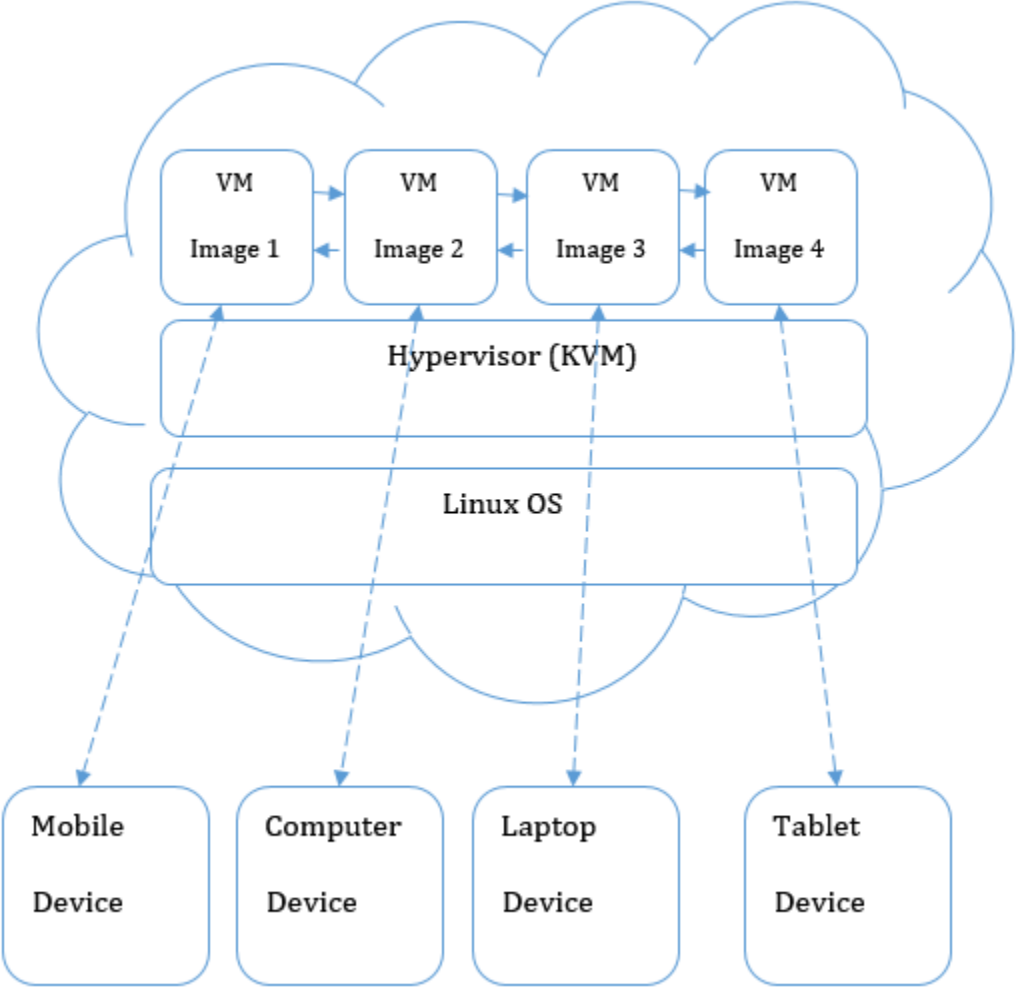 VM
Image 1
VM
Image 2
VM
Image 3
VM
Image 4
Hypervisor (KVM)
Linux OS
Mobile
Device
Computer
Device
Laptop
Device
Tablet
Device